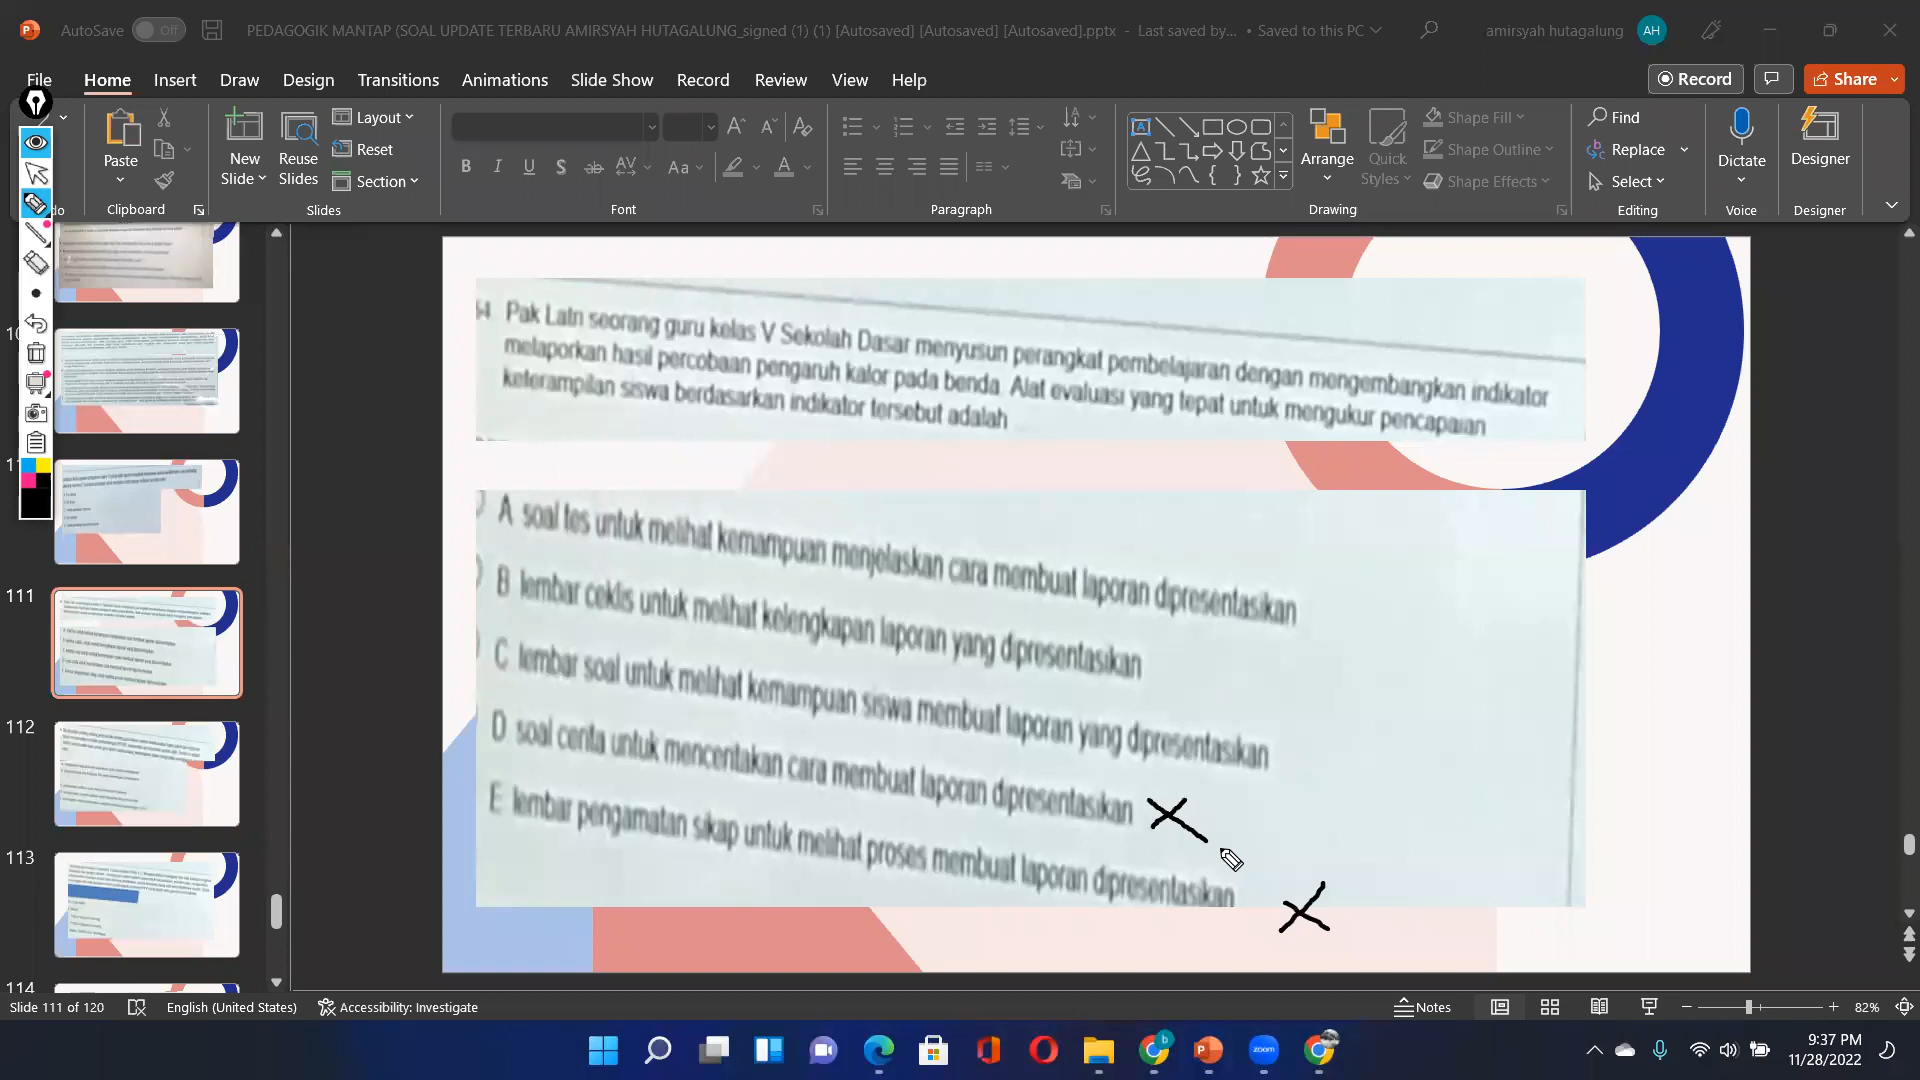 AutoSave Off PEDAGOGIK MANTAP (SOAL UPDATE TERBARU AMIRSYAH HUTAGALUNG_signed (1) (1) [Autosaved] [Autosaved] [Autosaved].pptx - Last saved by... • Saved to this PC amirsyah hutagalung AH
File Home Insert Draw Design Transitions Animations Slide Show Record Review View Help Record Share
Paste
New Slide
Reuse Slides
Layout
Reset
Section
B I U S ab AV Aa A
Arrange
Quick Styles
Shape Fill
Shape Outline
Shape Effects
Find
Replace
Select
Dictate
Designer
do Clipboard Slides Font Paragraph Drawing Editing Voice Designer
54 Pak Latri seorang guru kelas V Sekolah Dasar menyusun perangkat pembelajaran dengan mengembangkan indikator
melaporkan hasil percobaan pengaruh kalor pada benda. Alat evaluasi yang tepat untuk mengukur pencapaian
keterampilan siswa berdasarkan indikator tersebut adalah
A soal tes untuk melihat kemampuan menjelaskan cara membuat laporan dipresentasikan
B lembar ceklis untuk melihat kelengkapan laporan yang dipresentasikan
C lembar soal untuk melihat kemampuan siswa membuat laporan yang dipresentasikan
D soal cerita untuk menceritakan cara membuat laporan dipresentasikan
E lembar pengamatan sikap untuk melihat proses membuat laporan dipresentasikan
111
112
113
114
Slide 111 of 120 English (United States) Accessibility: Investigate Notes 82%
zoom
9:37 PM
11/28/2022